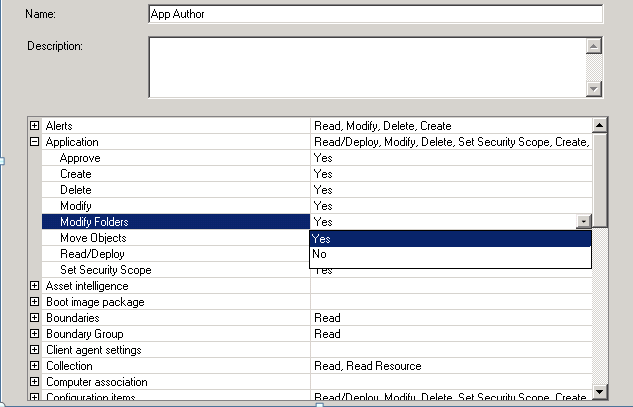 Name: App Author
Description:
Alerts Read, Modify, Delete, Create
Application Read/Deploy, Modify, Delete, Set Security Scope, Create,
Approve Yes
Create Yes
Delete Yes
Modify Yes
Modify Folders Yes
Move Objects Yes
Read/Deploy No
Set Security Scope Yes
Asset intelligence
Boot image package
Boundaries Read
Boundary Group Read
Client agent settings
Collection Read, Read Resource
Computer association
Configuration items Read/Deploy, Modify, Delete, Set Security Scope, Create,